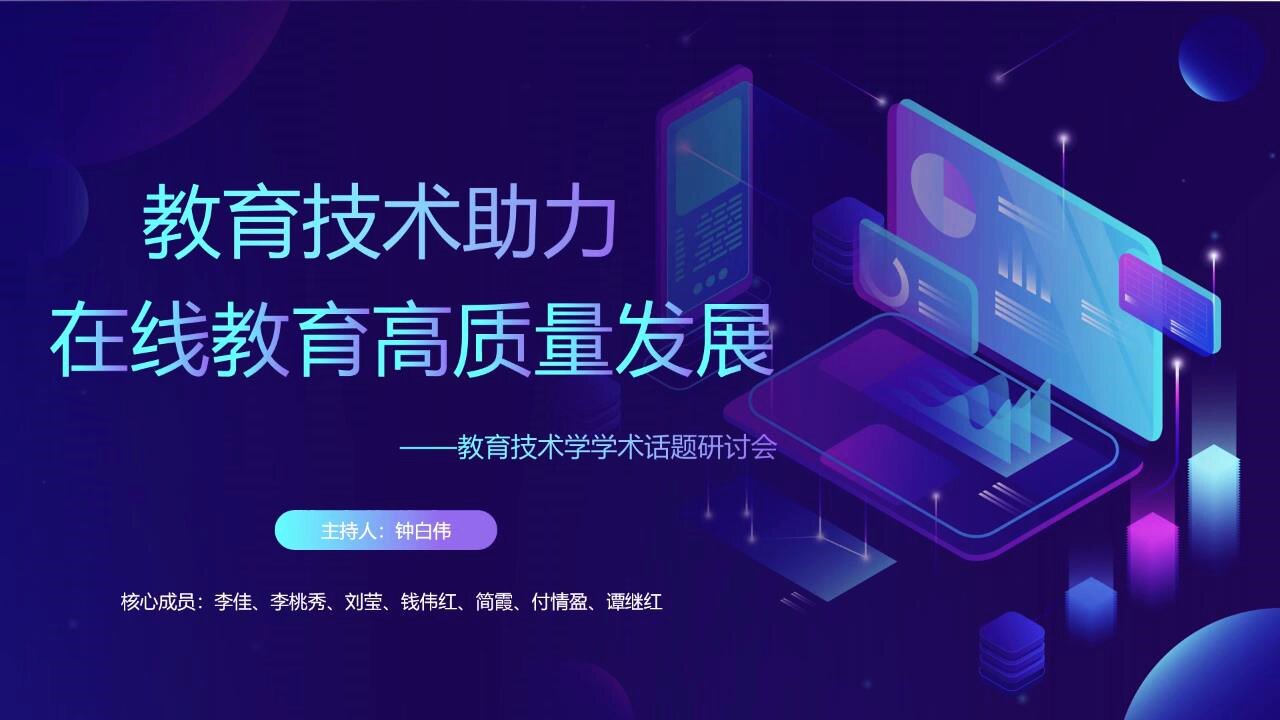 教育技术助力
在线教育高质量发展
——教育技术学学术话题研讨会
主持人：钟白伟
核心成员：李佳、李桃秀、刘莹、钱伟红、简霞、付情盈、谭继红